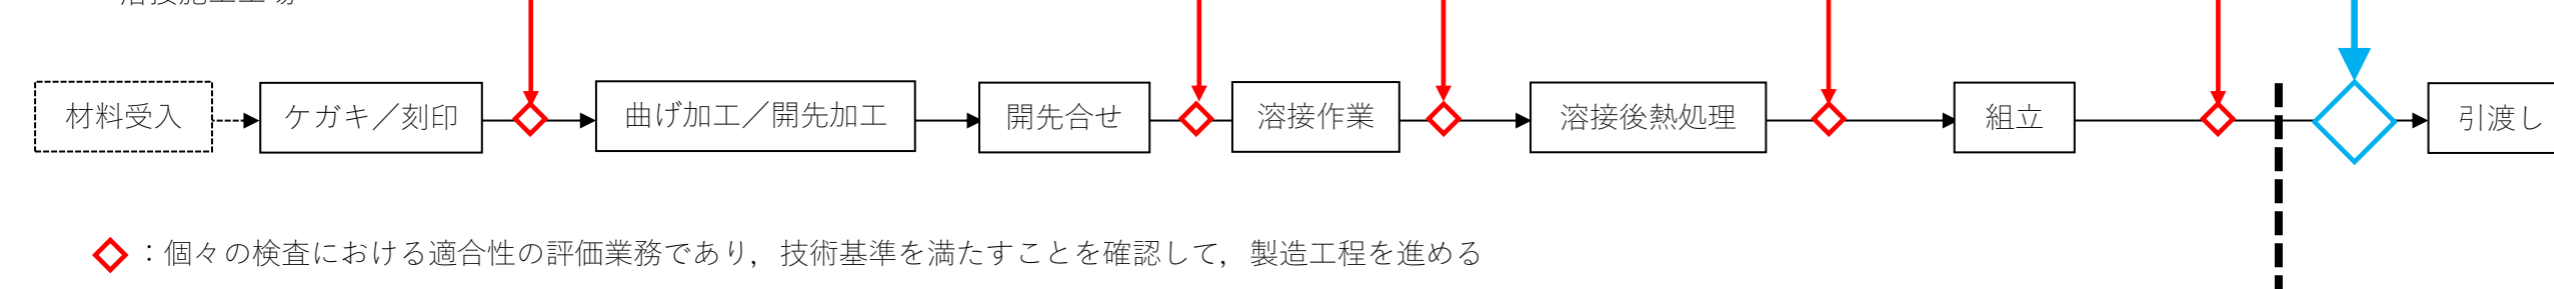 材料受入
ケガキ／刻印
曲げ加工／開先加工
開先合せ
溶接作業
溶接後熱処理
組立
引渡し
：個々の検査における適合性の評価業務であり，技術基準を満たすことを確認して，製造工程を進める